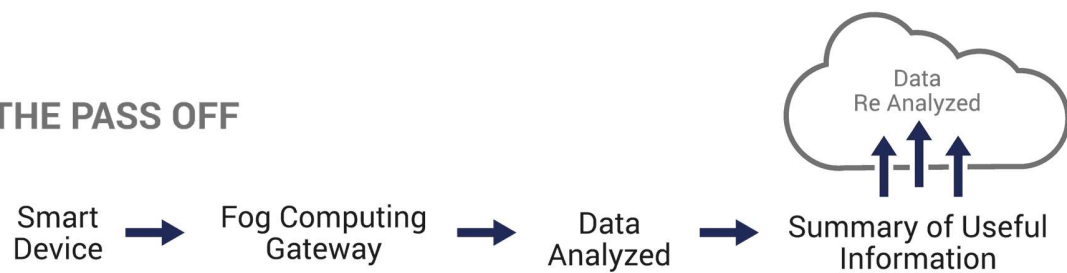 Data
Re Analyzed
THE PASS OFF
Smart
Device
Fog Computing
Gateway
Data
Analyzed
Summary of Useful
Information